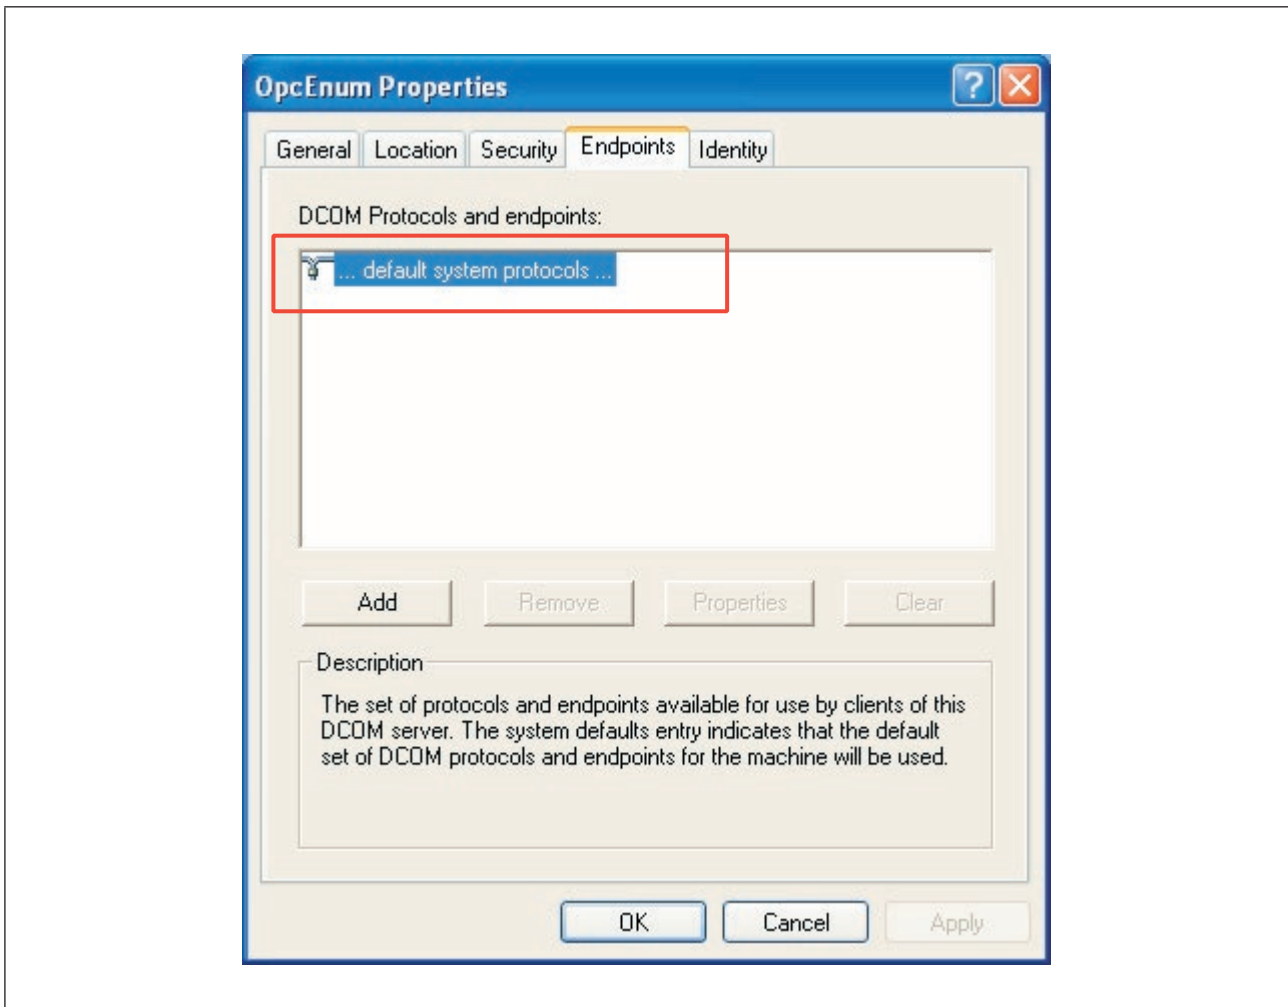 OpcEnum Properties
General Location Security Endpoints Identity
DCOM Protocols and endpoints:
... default system protocols ...
Add Remove Properties Clear
Description
The set of protocols and endpoints available for use by clients of this
DCOM server. The system defaults entry indicates that the default
set of DCOM protocols and endpoints for the machine will be used.
OK Cancel Apply